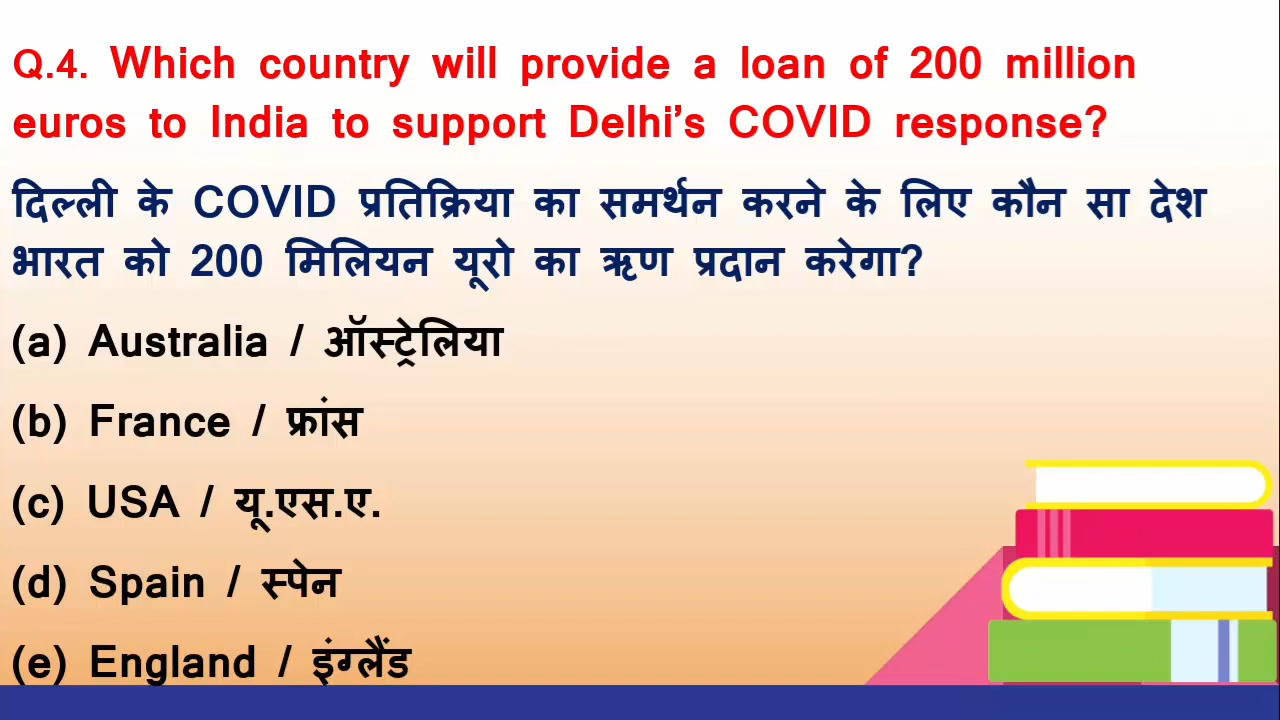 Q.4. Which country will provide a loan of 200 million
euros to India to support Delhi’s COVID response?
दिल्ली के COVID प्रतिक्रिया का समर्थन करने के लिए कौन सा देश
भारत को 200 मिलियन यूरो का ऋण प्रदान करेगा?
(a) Australia / ऑस्ट्रेलिया
(b) France / फ्रांस
(c) USA / यू.एस.ए.
(d) Spain / स्पेन
(e) England / इंग्लैंड